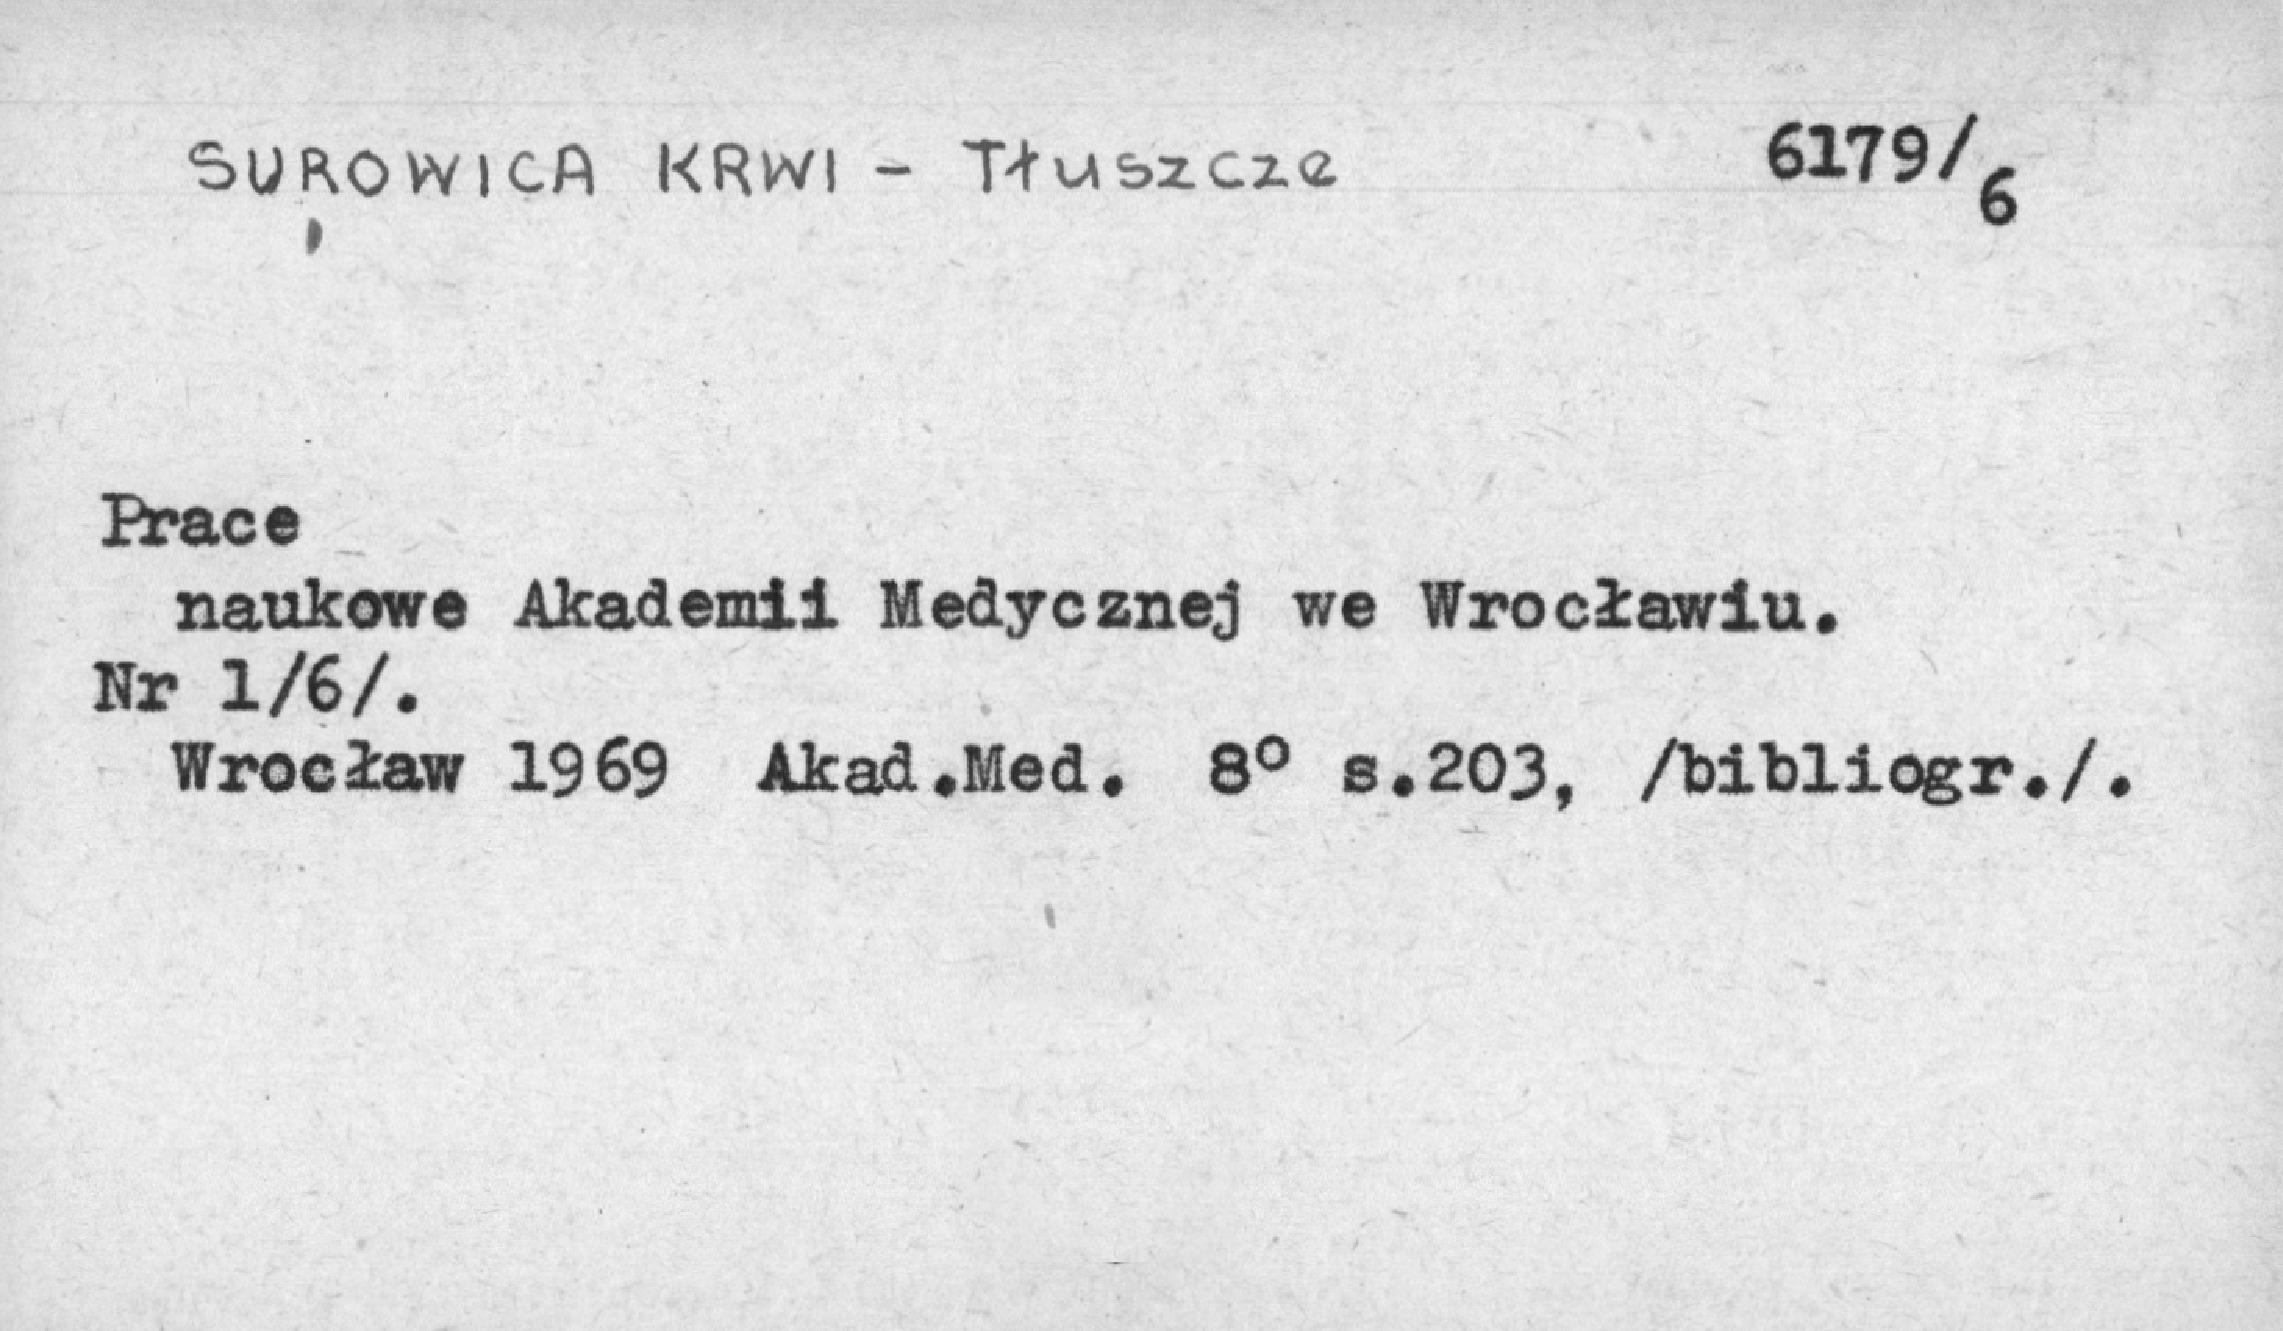 SUROWICA KRWI - Tłuszcze 6179/6
Prace
naukowe Akademii Medycznej we Wrocławiu.
Nr 1/6/.
Wrocław 1969 Akad.Med. 8° s.203, /bibliogr./.